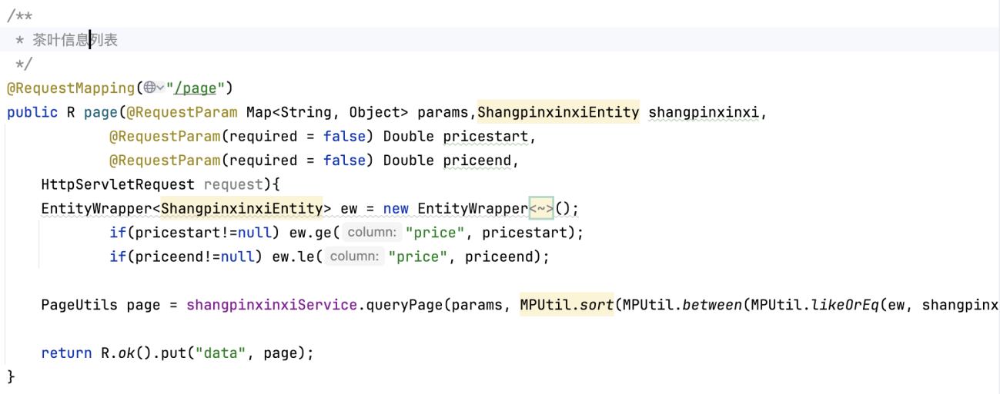 /**
 * 茶叶信息列表
 */
@RequestMapping("/page")
public R page(@RequestParam Map<String, Object> params,ShangpinxinxiEntity shangpinxinxi,
            @RequestParam(required = false) Double pricestart,
            @RequestParam(required = false) Double priceend,
    HttpServletRequest request){
    EntityWrapper<ShangpinxinxiEntity> ew = new EntityWrapper<~>();
            if(pricestart!=null) ew.ge( column: "price", pricestart);
            if(priceend!=null) ew.le( column: "price", priceend);
    PageUtils page = shangpinxinxiService.queryPage(params, MPUtil.sort(MPUtil.between(MPUtil.likeOrEq(ew, shangpinx
    return R.ok().put("data", page);
}